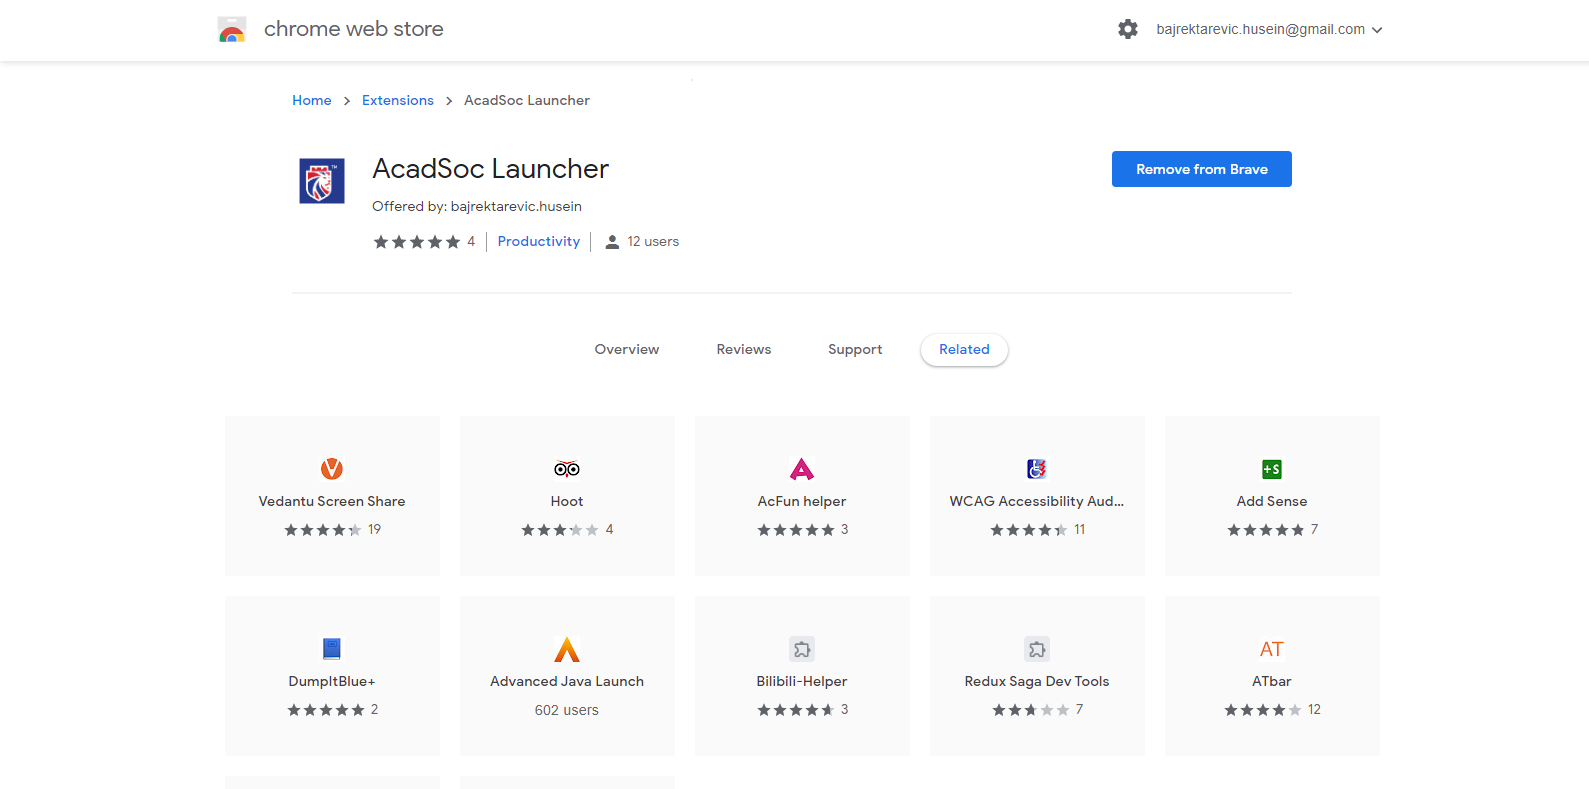 chrome web store
bajrektarevic.husein@gmail.com
Home > Extensions > AcadSoc Launcher
AcadSoc Launcher
Remove from Brave
Offered by: bajrektarevic.husein
4 Productivity 12 users
Overview Reviews Support Related
Vedantu Screen Share
19
Hoot
4
AcFun helper
3
WCAG Accessibility Aud...
11
+S
Add Sense
7
DumpItBlue+
2
Advanced Java Launch
602 users
Bilibili-Helper
3
Redux Saga Dev Tools
7
AT
ATbar
12